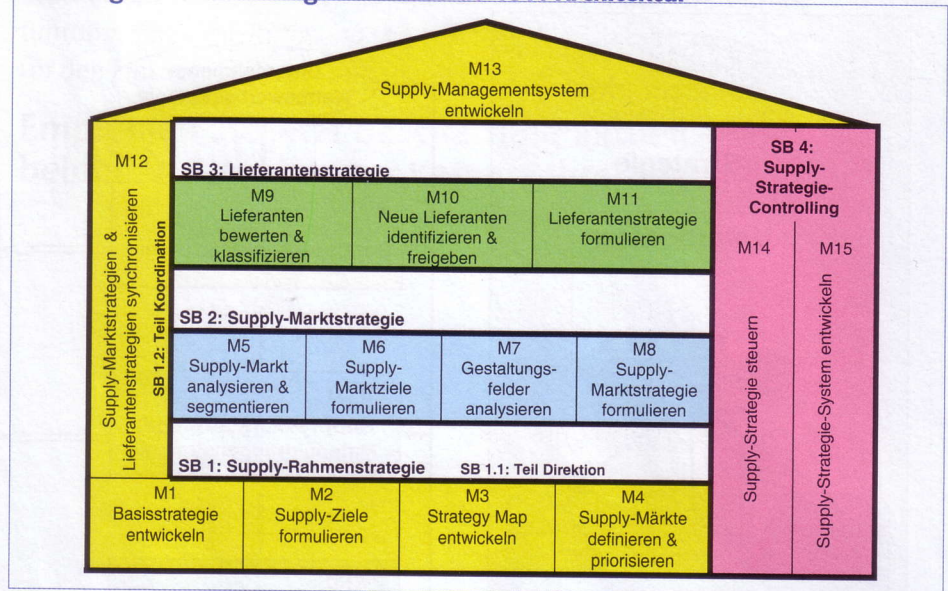 M13
Supply-Managementsystem
entwickeln
M12
Supply-Marktstrategien &
Lieferantenstrategien synchronisieren
SB 1.2: Teil Koordination
SB 3: Lieferantenstrategie
M9
Lieferanten
bewerten &
klassifizieren
M10
Neue Lieferanten
identifizieren &
freigeben
M11
Lieferantenstrategie
formulieren
SB 2: Supply-Marktstrategie
M5
Supply-Markt
analysieren &
segmentieren
M6
Supply-
Marktziele
formulieren
M7
Gestaltungs-
felder
analysieren
M8
Supply-
Marktstrategie
formulieren
SB 1: Supply-Rahmenstrategie SB 1.1: Teil Direktion
M1
Basisstrategie
entwickeln
M2
Supply-Ziele
formulieren
M3
Strategy Map
entwickeln
M4
Supply-Märkte
definieren &
priorisieren
SB 4:
Supply-
Strategie-
Controlling
M14
Supply-Strategie steuern
M15
Supply-Strategie-System entwickeln